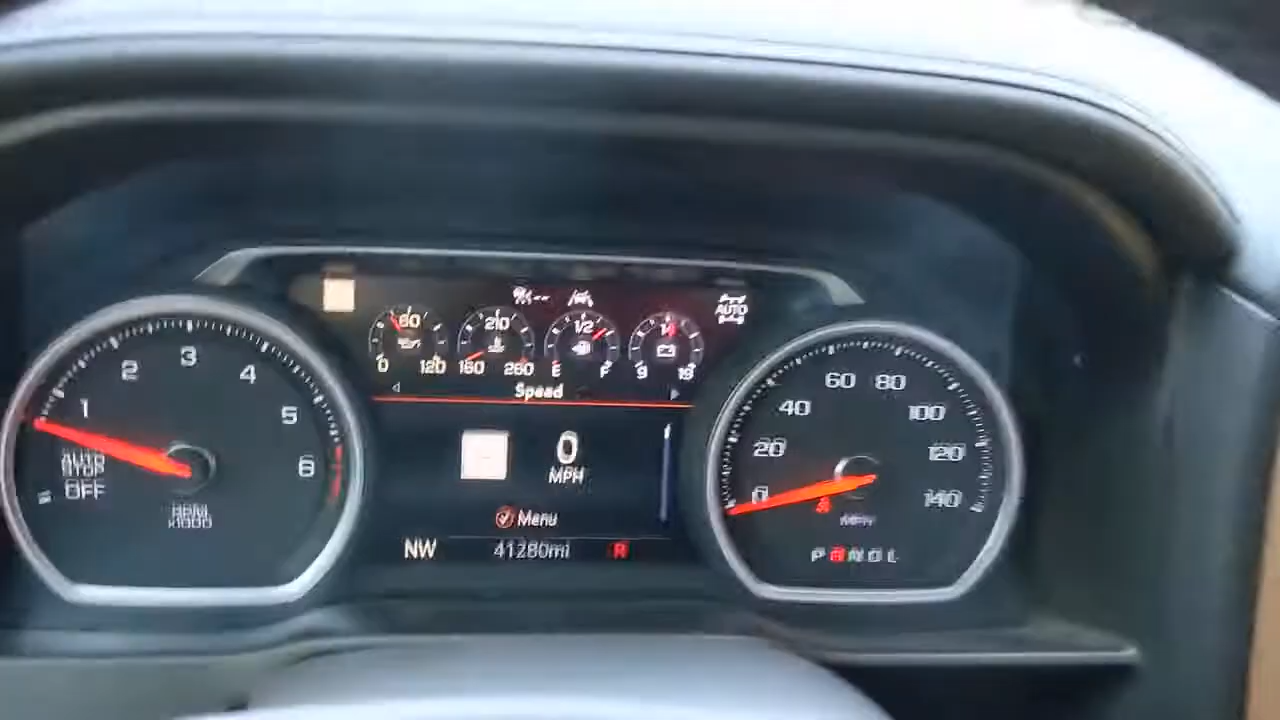 1 2 3 4 5 6
AUTO
STOP
OFF
RPM
x1000
AUTO
80
0 120
210
160 260
1/2
E F
14
9 19
Speed
0
MPH
Menu
NW 41280mi R
0 20 40 60 80 100 120 140
MPH
P R N D L